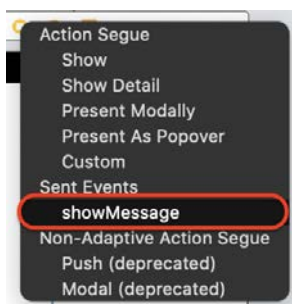 Action Segue
Show
Show Detail
Present Modally
Present As Popover
Custom
Sent Events
showMessage
Non-Adaptive Action Segue
Push (deprecated)
Modal (deprecated)